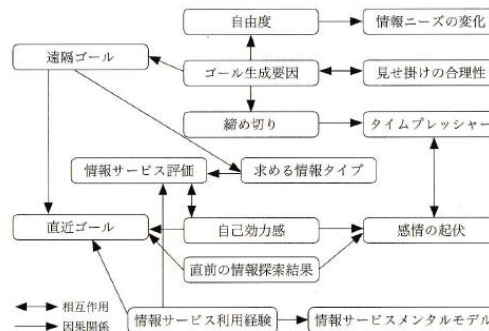 自由度
情報ニーズの変化
遠隔ゴール
ゴール生成要因
見せ掛けの合理性
締め切り
タイムプレッシャー
情報サービス評価
求める情報タイプ
直近ゴール
自己効力感
感情の起伏
直前の情報探索結果
相互作用
因果関係
情報サービス利用経験
情報サービスメンタルモデル